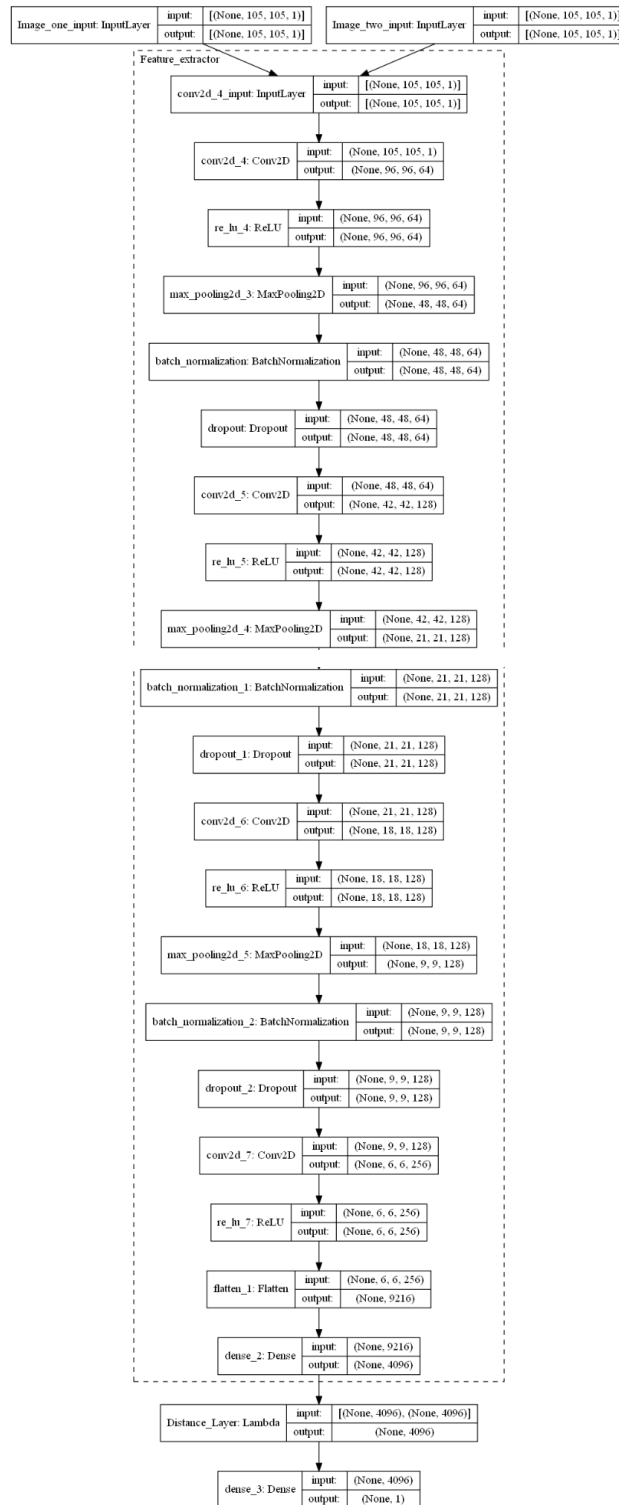 Image_one_input: InputLayer input: [(None, 105, 105, 1)] output: [(None, 105, 105, 1)]
Image_two_input: InputLayer input: [(None, 105, 105, 1)] output: [(None, 105, 105, 1)]
Feature_extractor
conv2d_4_input: InputLayer input: [(None, 105, 105, 1)] output: [(None, 105, 105, 1)]
conv2d_4: Conv2D input: (None, 105, 105, 1) output: (None, 96, 96, 64)
re_lu_4: ReLU input: (None, 96, 96, 64) output: (None, 96, 96, 64)
max_pooling2d_3: MaxPooling2D input: (None, 96, 96, 64) output: (None, 48, 48, 64)
batch_normalization: BatchNormalization input: (None, 48, 48, 64) output: (None, 48, 48, 64)
dropout: Dropout input: (None, 48, 48, 64) output: (None, 48, 48, 64)
conv2d_5: Conv2D input: (None, 48, 48, 64) output: (None, 42, 42, 128)
re_lu_5: ReLU input: (None, 42, 42, 128) output: (None, 42, 42, 128)
max_pooling2d_4: MaxPooling2D input: (None, 42, 42, 128) output: (None, 21, 21, 128)
batch_normalization_1: BatchNormalization input: (None, 21, 21, 128) output: (None, 21, 21, 128)
dropout_1: Dropout input: (None, 21, 21, 128) output: (None, 21, 21, 128)
conv2d_6: Conv2D input: (None, 21, 21, 128) output: (None, 18, 18, 128)
re_lu_6: ReLU input: (None, 18, 18, 128) output: (None, 18, 18, 128)
max_pooling2d_5: MaxPooling2D input: (None, 18, 18, 128) output: (None, 9, 9, 128)
batch_normalization_2: BatchNormalization input: (None, 9, 9, 128) output: (None, 9, 9, 128)
dropout_2: Dropout input: (None, 9, 9, 128) output: (None, 9, 9, 128)
conv2d_7: Conv2D input: (None, 9, 9, 128) output: (None, 6, 6, 256)
re_lu_7: ReLU input: (None, 6, 6, 256) output: (None, 6, 6, 256)
flatten_1: Flatten input: (None, 6, 6, 256) output: (None, 9216)
dense_2: Dense input: (None, 9216) output: (None, 4096)
Distance_Layer: Lambda input: [(None, 4096), (None, 4096)] output: (None, 4096)
dense_3: Dense input: (None, 4096) output: (None, 1)